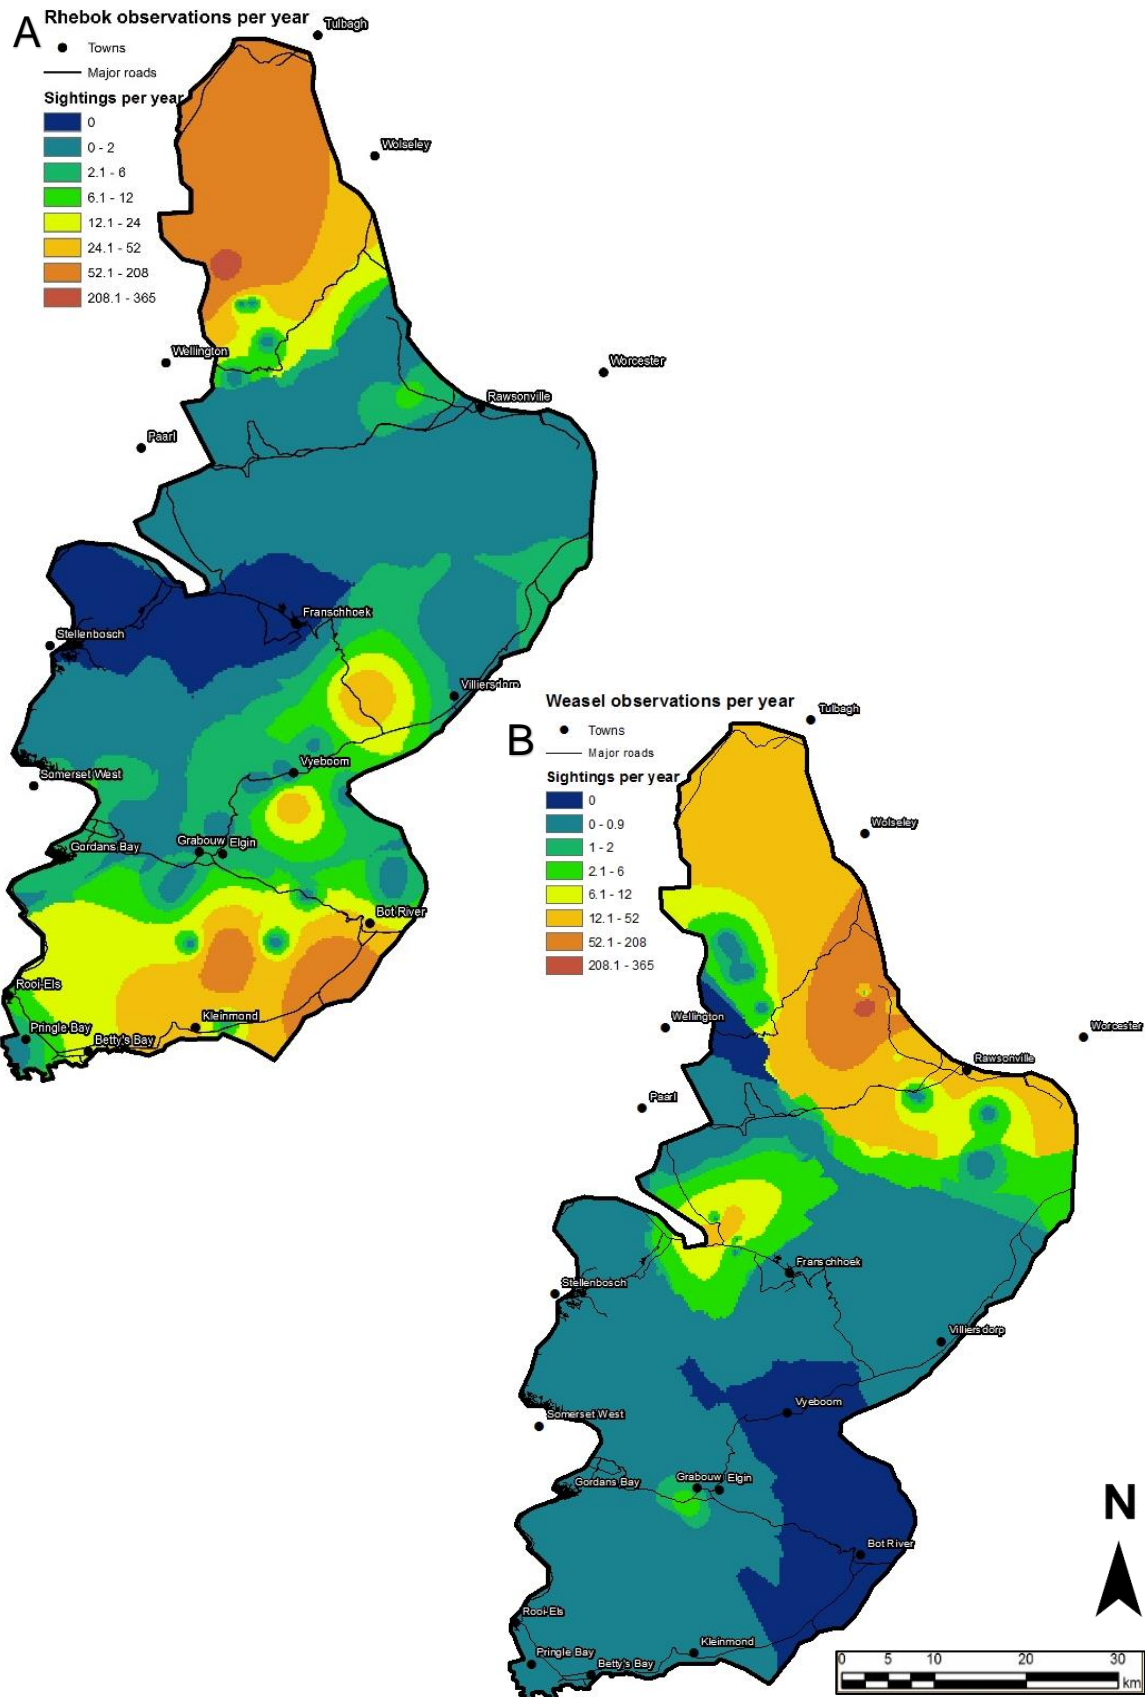 A
Rhebok observations per year
Towns
Major roads
Sightings per year
0
0 - 2
2.1 - 6
6.1 - 12
12.1 - 24
24.1 - 52
52.1 - 208
208.1 - 365
Tulbagh
Wolseley
Wellington
Worcester
Rawsonville
Paarl
Franschhoek
Stellenbosch
Villiersdorp
Vyeboom
Somerset West
Grabouw
Elgin
Gordans Bay
Bot River
Rooi-Els
Kleinmond
Pringle Bay
Betty's Bay
B
Weasel observations per year
Towns
Major roads
Sightings per year
0
0 - 0.9
1 - 2
2.1 - 6
6.1 - 12
12.1 - 52
52.1 - 208
208.1 - 365
Tulbagh
Wolseley
Wellington
Worcester
Rawsonville
Paarl
Franschhoek
Stellenbosch
Villiersdorp
Vyeboom
Somerset West
Grabouw
Elgin
Gordans Bay
Bot River
Rooi-Els
Kleinmond
Pringle Bay
Betty's Bay
N
0 5 10 20 30
km